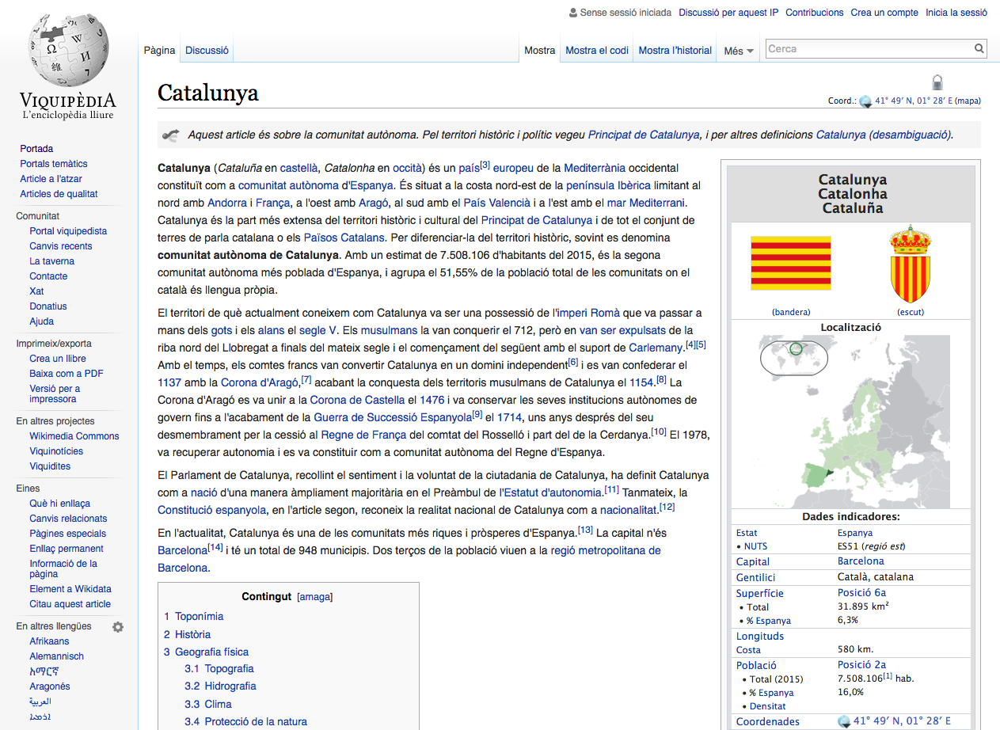 Sense sessió iniciada Discussió per aquest IP Contribucions Crea un compte Inicia la sessió
Pàgina Discussió Mostra Mostra el codi Mostra l'historial Més Cerca
VIQUIPÈDIA
L'enciclopèdia lliure
Portada
Portals temàtics
Article a l'atzar
Articles de qualitat
Comunitat
Portal viquipedista
Canvis recents
La taverna
Contacte
Xat
Donatius
Ajuda
Imprimeix/exporta
Crea un llibre
Baixa com a PDF
Versió per a
impressora
En altres projectes
Wikimedia Commons
Viquinotícies
Viquidites
Eines
Què hi enllaça
Canvis relacionats
Pàgines especials
Enllaç permanent
Informació de la
pàgina
Element a Wikidata
Citau aquest article
En altres llengües
Afrikaans
Alemannisch
አማርኛ
Aragonés
العربية
Catalunya
Coord.: 41° 49′ N, 01° 28′ E (mapa)
Aquest article és sobre la comunitat autònoma. Pel territori històric i polític vegeu Principat de Catalunya, i per altres definicions Catalunya (desambiguació).
Catalunya (Cataluña en castellà, Catalonha en occità) és un país[3] europeu de la Mediterrània occidental
constituït com a comunitat autònoma d'Espanya. És situat a la costa nord-est de la península Ibèrica limitant al
nord amb Andorra i França, a l'oest amb Aragó, al sud amb el País Valencià i a l'est amb el mar Mediterrani.
Catalunya és la part més extensa del territori històric i cultural del Principat de Catalunya i de tot el conjunt de
terres de parla catalana o els Països Catalans. Per diferenciar-la del territori històric, sovint es denomina
comunitat autònoma de Catalunya. Amb un estimat de 7.508.106 d'habitants del 2015, és la segona
comunitat autònoma més poblada d'Espanya, i agrupa el 51,55% de la població total de les comunitats on el
català és llengua pròpia.
El territori de què actualment coneixem com Catalunya va ser una possessió de l'imperi Romà que va passar a
mans dels gots i els alans el segle V. Els musulmans la van conquerir el 712, però en van ser expulsats de la
riba nord del Llobregat a finals del mateix segle i el començament del següent amb el suport de Carlemany.[4][5]
Amb el temps, els comtes francs van convertir Catalunya en un domini independent[6] i es van confederar el
1137 amb la Corona d'Aragó,[7] acabant la conquesta dels territoris musulmans de Catalunya el 1154.[8] La
Corona d'Aragó es va unir a la Corona de Castella el 1476 i va conservar les seves institucions autònomes de
govern fins a l'acabament de la Guerra de Successió Espanyola[9] el 1714, uns anys després del seu
desmembrament per la cessió al Regne de França del comtat del Rosselló i part del de la Cerdanya.[10] El 1978,
va recuperar autonomia i es va constituir com a comunitat autònoma del Regne d'Espanya.
El Parlament de Catalunya, recollint el sentiment i la voluntat de la ciutadania de Catalunya, ha definit Catalunya
com a nació d'una manera àmpliament majoritària en el Preàmbul de l'Estatut d'autonomia.[11] Tanmateix, la
Constitució espanyola, en l'article segon, reconeix la realitat nacional de Catalunya com a nacionalitat.[12]
En l'actualitat, Catalunya és una de les comunitats més riques i pròsperes d'Espanya.[13] La capital n'és
Barcelona[14] i té un total de 948 municipis. Dos terços de la població viuen a la regió metropolitana de
Barcelona.
Contingut [amaga]
1 Toponímia
2 Història
3 Geografia física
3.1 Topografia
3.2 Hidrografia
3.3 Clima
3.4 Protecció de la natura
Catalunya
Catalonha
Cataluña
(bandera) (escut)
Localització
Dades indicadores:
Estat Espanya
• NUTS ES51 (regió est)
Capital Barcelona
Gentilici Català, catalana
Superfície Posició 6a
• Total 31.895 km²
• % Espanya 6,3%
Longituds
Costa 580 km.
Població Posició 2a
• Total (2015) 7.508.106[1] hab.
• % Espanya 16,0%
• Densitat
Coordenades 41° 49′ N, 01° 28′ E